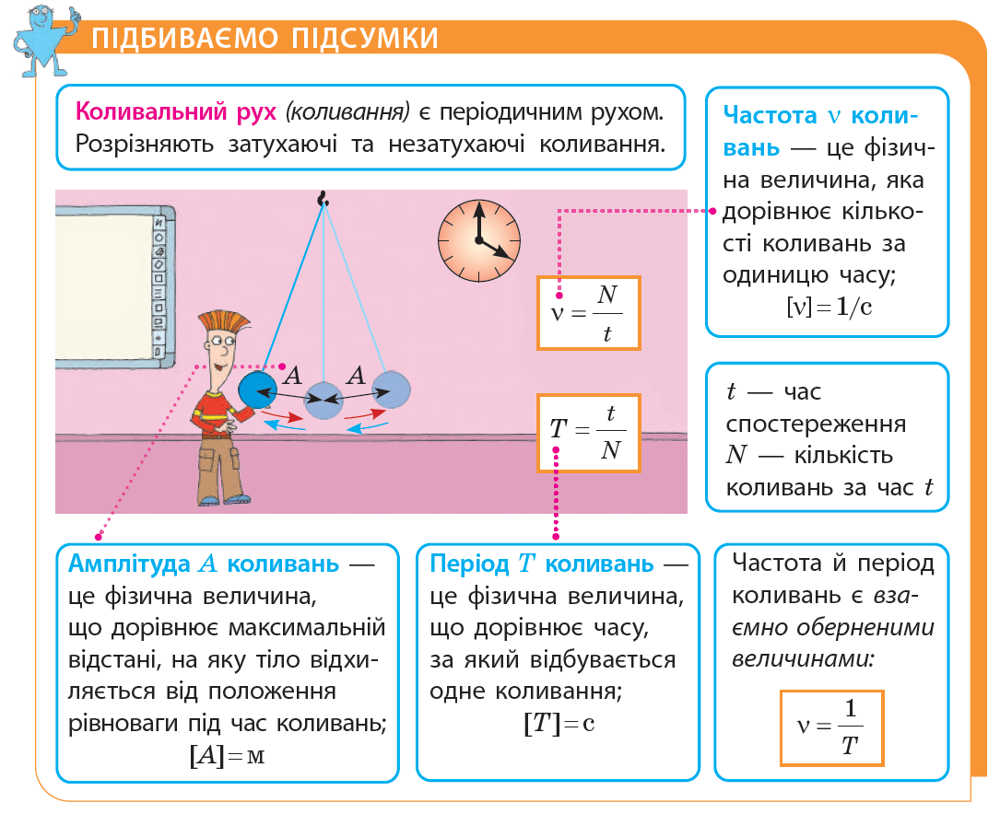 ПІДБИВАЄМО ПІДСУМКИ
Коливальний рух (коливання) є періодичним рухом.
Розрізняють затухаючі та незатухаючі коливання.
Частота ν коли-
вань — це фізич-
на величина, яка
дорівнює кілько-
сті коливань за
одиницю часу;
[ν] = 1/с
ν = N/t
A A
T = t/N
t — час
спостереження
N — кількість
коливань за час t
Амплітуда A коливань —
це фізична величина,
що дорівнює максимальній
відстані, на яку тіло відхи-
ляється від положення
рівноваги під час коливань;
[A] = м
Період T коливань —
це фізична величина,
що дорівнює часу,
за який відбувається
одне коливання;
[T] = с
Частота й період
коливань є вза-
ємно оберненими
величинами:
ν = 1/T